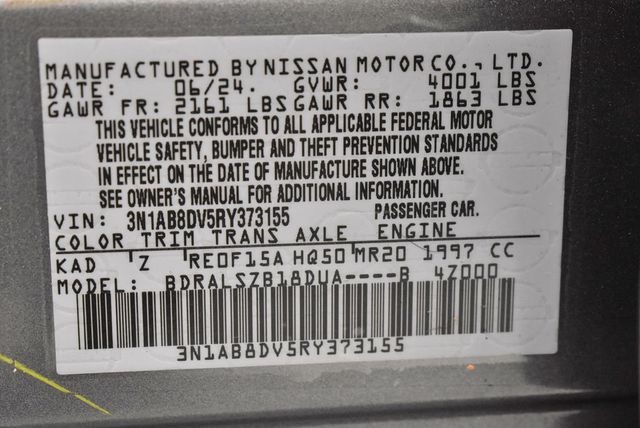 MANUFACTURED BY NISSAN MOTOR CO., LTD.
DATE: 06/24. GVWR: 4001 LBS
GAWR FR: 2161 LBS GAWR RR: 1863 LBS
THIS VEHICLE CONFORMS TO ALL APPLICABLE FEDERAL MOTOR
VEHICLE SAFETY, BUMPER AND THEFT PREVENTION STANDARDS
IN EFFECT ON THE DATE OF MANUFACTURE SHOWN ABOVE.
SEE OWNER'S MANUAL FOR ADDITIONAL INFORMATION.
VIN: 3N1AB8DV5RY373155 PASSENGER CAR.
COLOR TRIM TRANS AXLE ENGINE
KAD Z RE0F15A HQ50 MR20 1997 CC
MODEL: BDRALSZB18DUA----B 4Z000
3N1AB8DV5RY373155